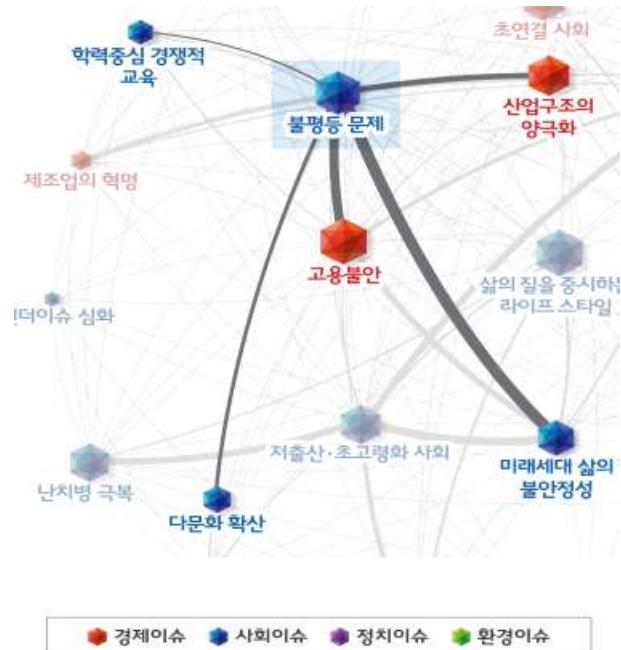 초연결 사회
학력중심 경쟁적
교육
산업구조의
양극화
불평등 문제
제조업의 혁명
고용불안
삶의 질을 중시하는
라이프 스타일
젠더이슈 심화
저출산·초고령화 사회
미래세대 삶의
불안정성
난치병 극복
다문화 확산
경제이슈 사회이슈 정치이슈 환경이슈